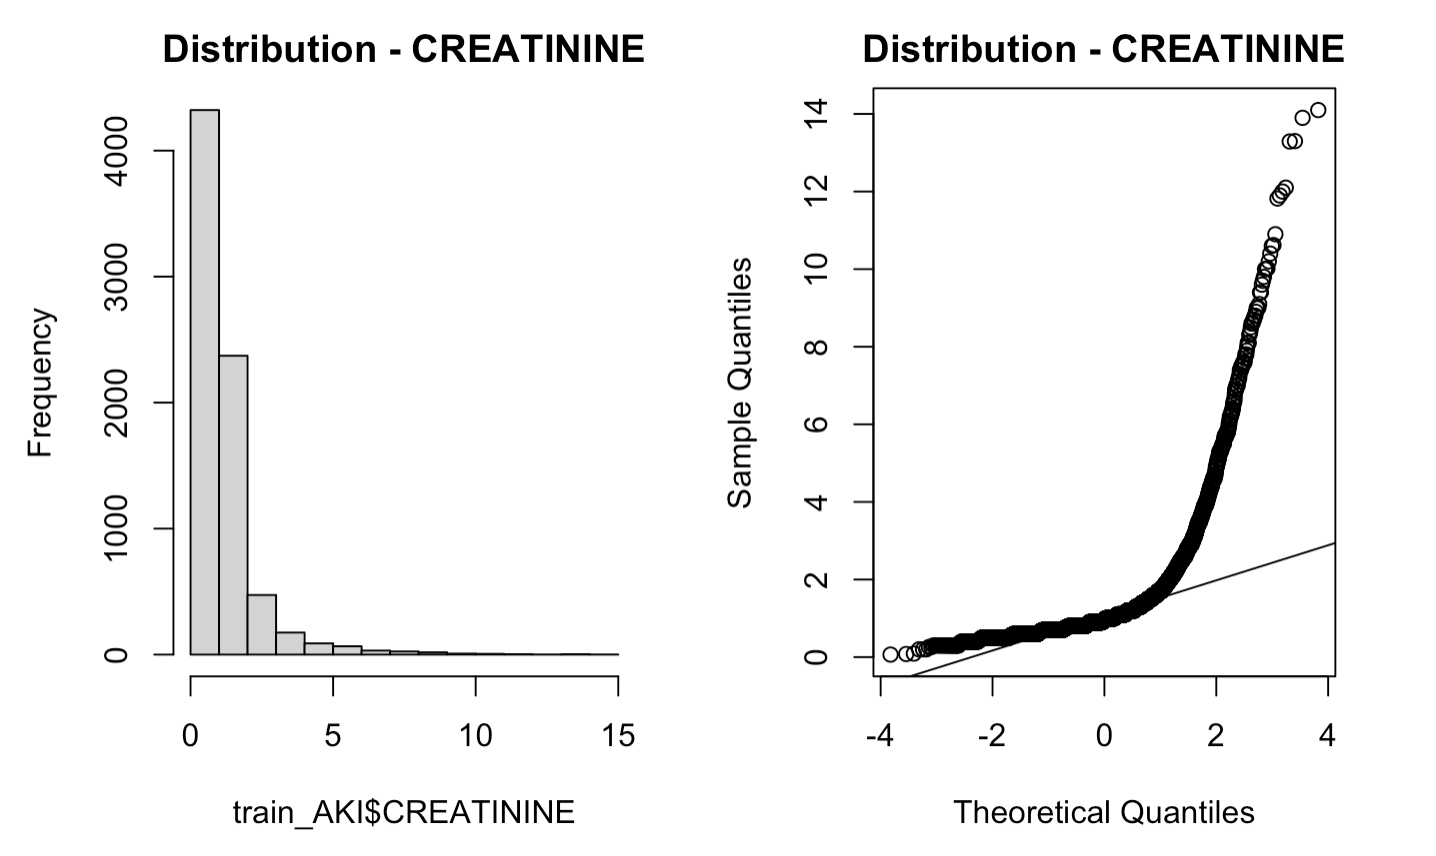 Distribution - CREATININE
Frequency
4000
3000
2000
1000
0
0 5 10 15
train_AKI$CREATININE
Distribution - CREATININE
Sample Quantiles
14
12
10
8
6
4
2
0
-4 -2 0 2 4
Theoretical Quantiles